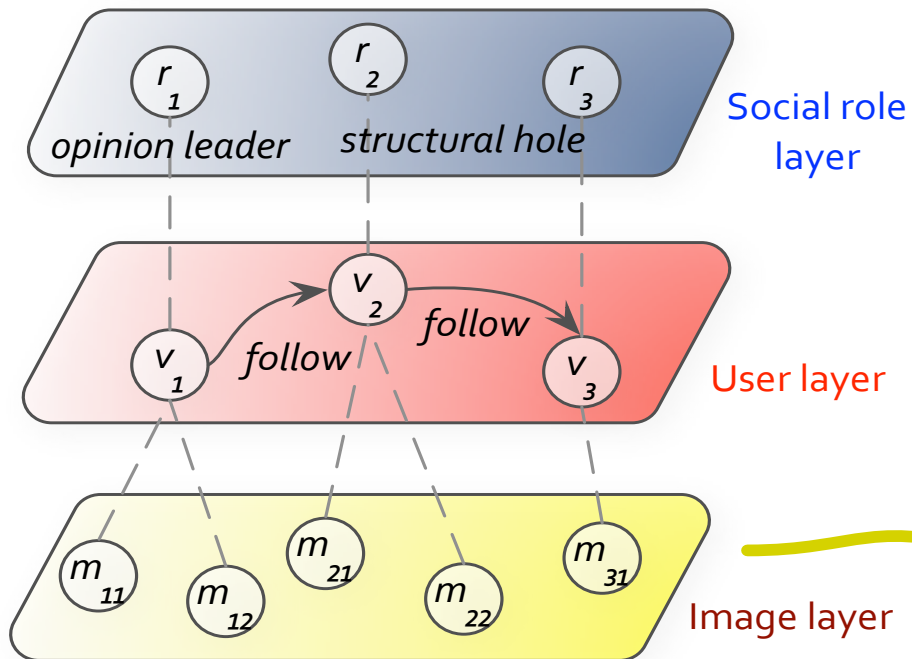 r1
r2
r3
opinion leader
structural hole
Social role
layer
v1
v2
v3
follow
follow
User layer
m11
m12
m21
m22
m31
Image layer